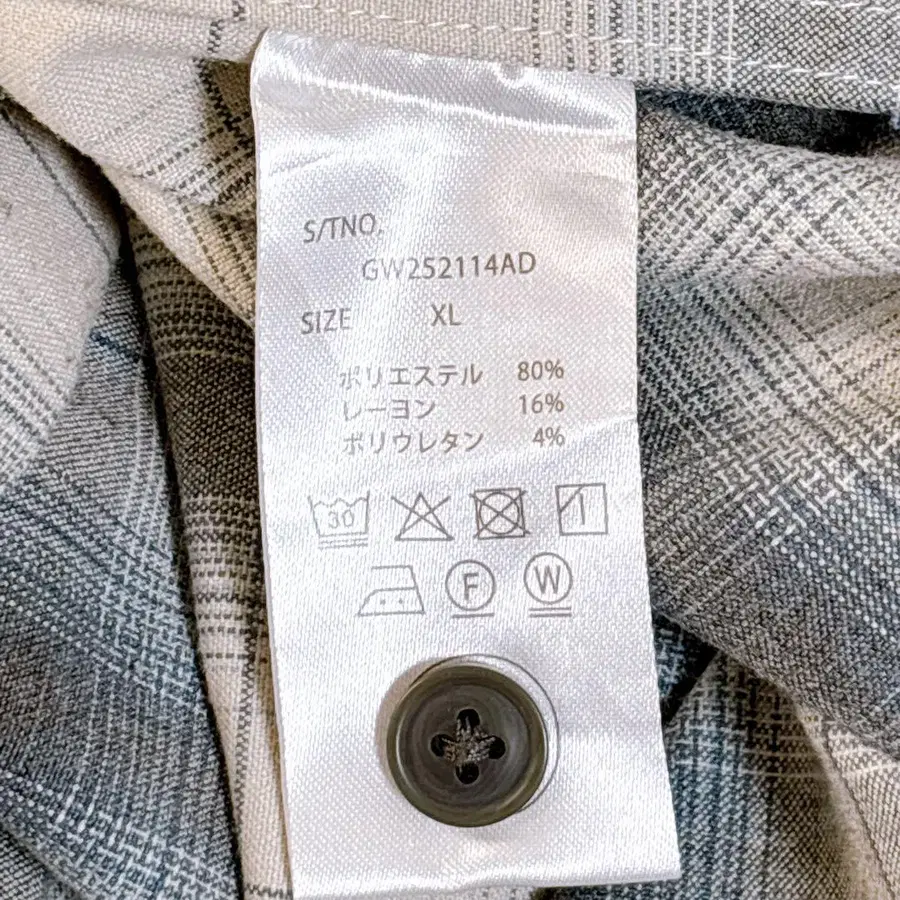 S/TNO.
GW252114AD
SIZE XL
ポリエステル 80%
レーヨン 16%
ポリウレタン 4%
30
F W